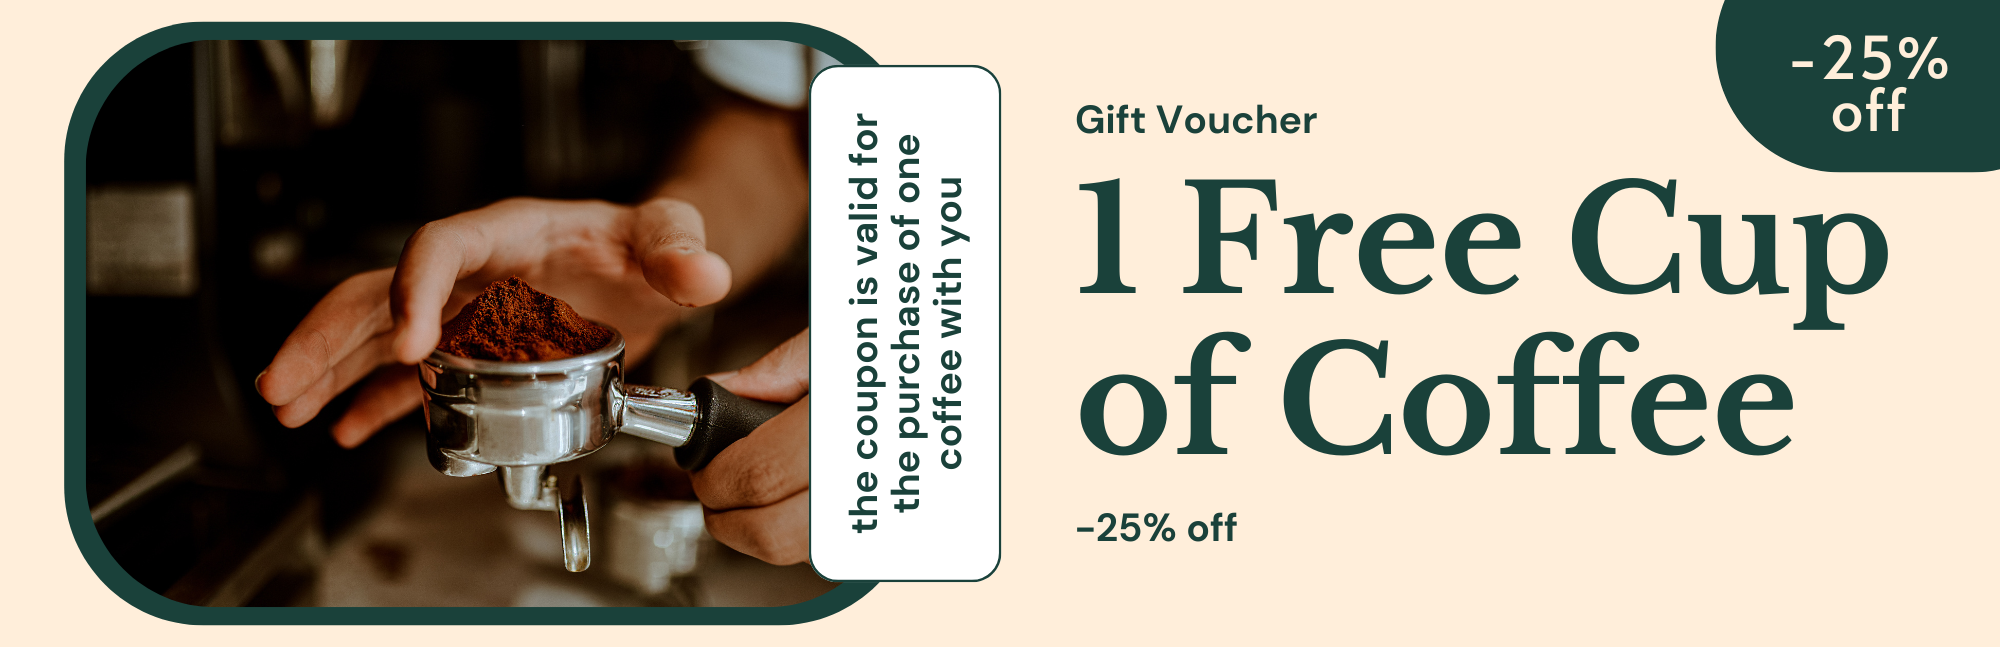 the coupon is valid for
the purchase of one
coffee with you
Gift Voucher
1 Free Cup
of Coffee
-25% off
-25%
off